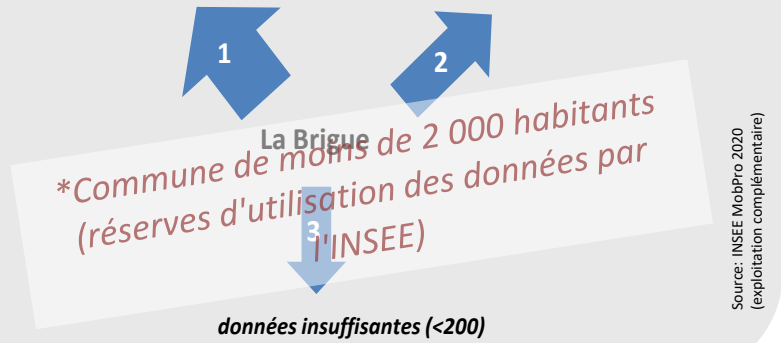 1
2
La Brigue
*Commune de moins de 2 000 habitants
(réserves d'utilisation des données par
l'INSEE)
3
données insuffisantes (<200)
Source: INSEE MobPro 2020
(exploitation complémentaire)